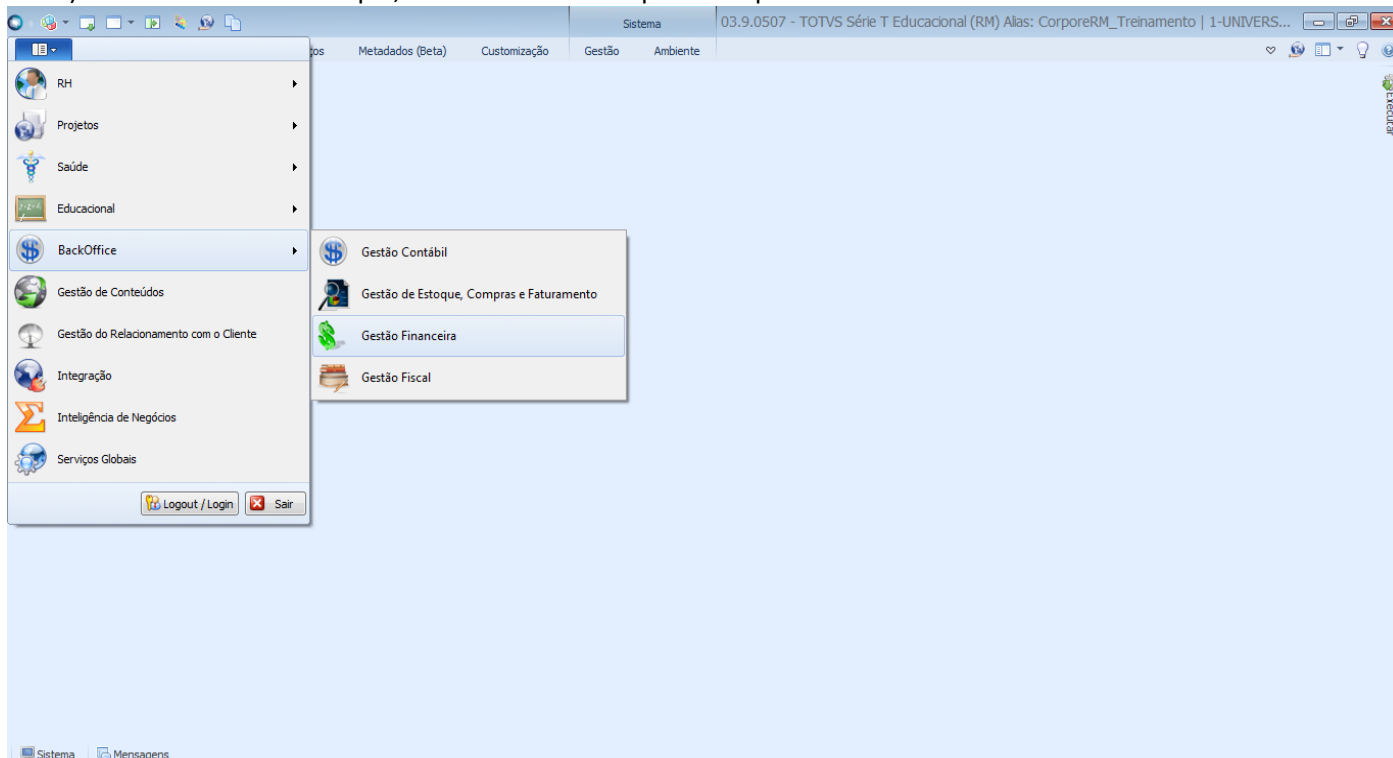 Sistema
03.9.0507 - TOTVS Série T Educacional (RM) Alias: CorporeRM_Treinamento | 1-UNIVERS...
Metadados (Beta) Customização Gestão Ambiente
Executar
RH
Projetos
Saúde
Educacional
BackOffice
Gestão de Conteúdos
Gestão do Relacionamento com o Cliente
Integração
Inteligência de Negócios
Serviços Globais
Logout / Login Sair
Gestão Contábil
Gestão de Estoque, Compras e Faturamento
Gestão Financeira
Gestão Fiscal
Sistema Mensagens